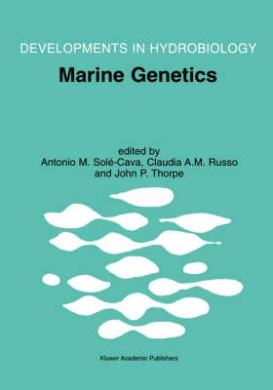 DEVELOPMENTS IN HYDROBIOLOGY
Marine Genetics
edited by
Antonio M. Solé-Cava, Claudia A.M. Russo
and John P. Thorpe
Kluwer Academic Publishers